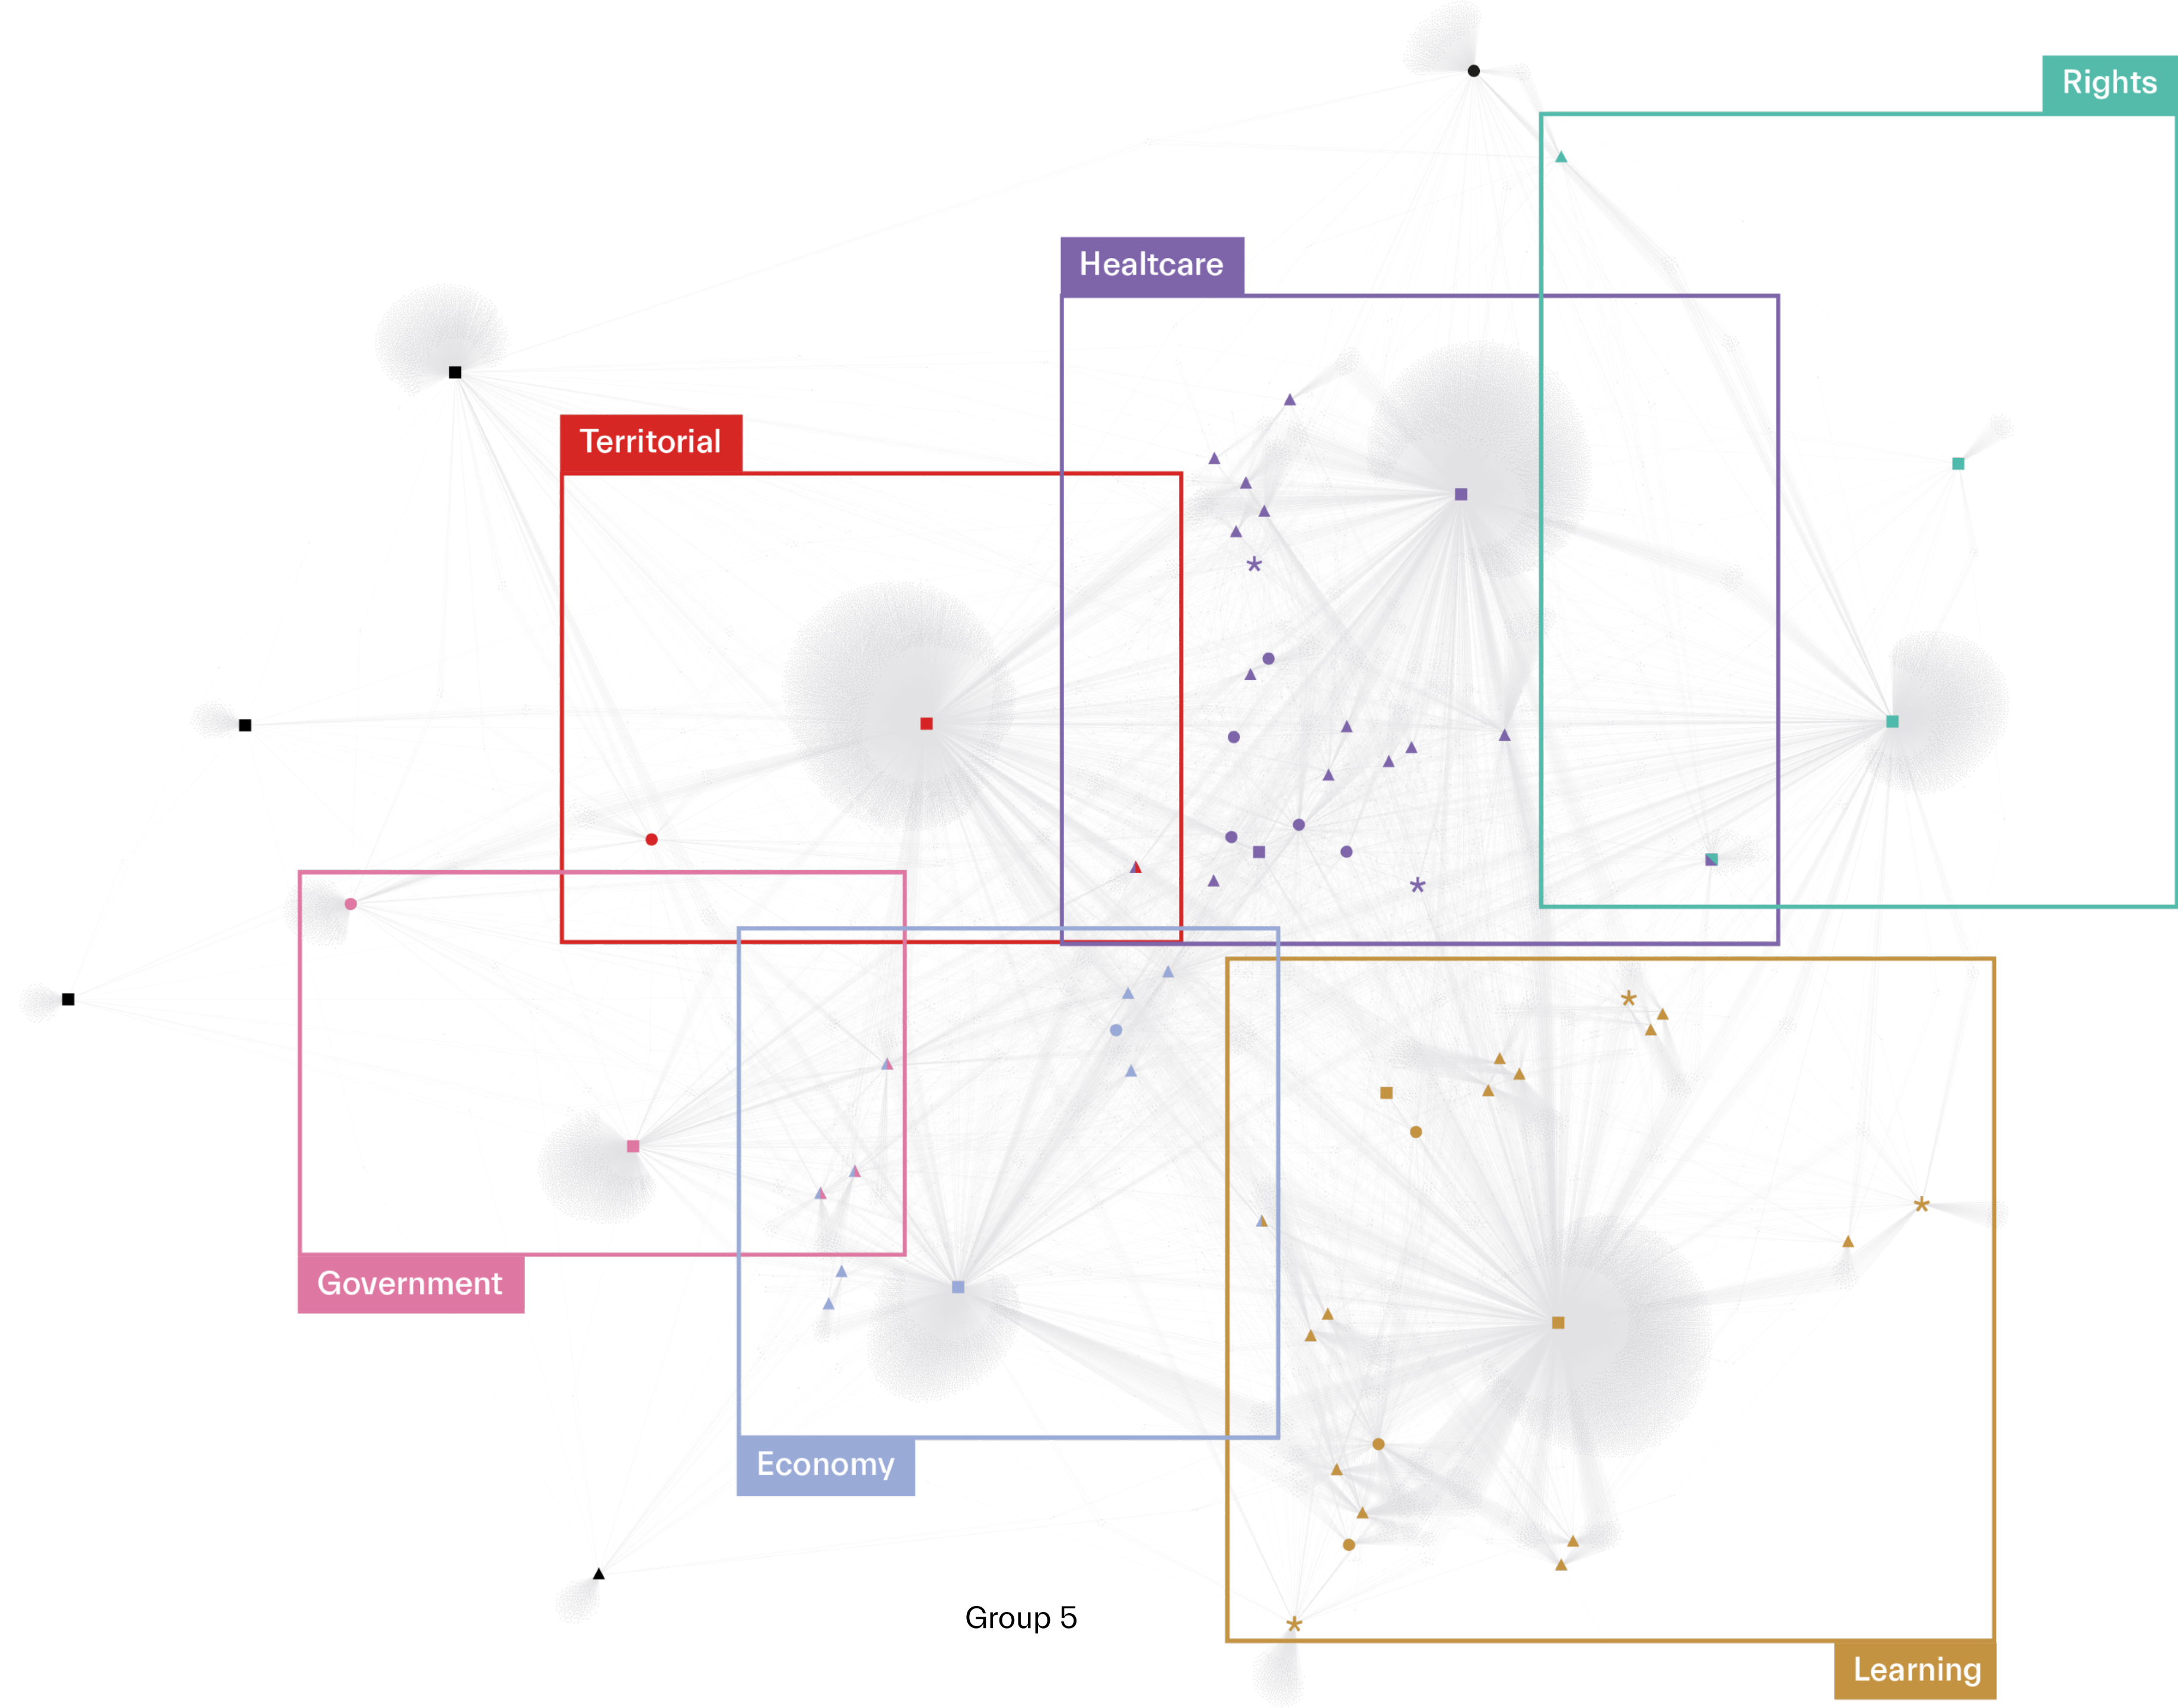 Rights
Healtcare
Territorial
Government
Economy
Group 5
Learning